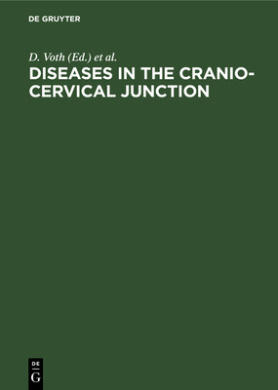 DE GRUYTER
D. Voth (Ed.) et al.
DISEASES IN THE CRANIO-
CERVICAL JUNCTION
DE
G